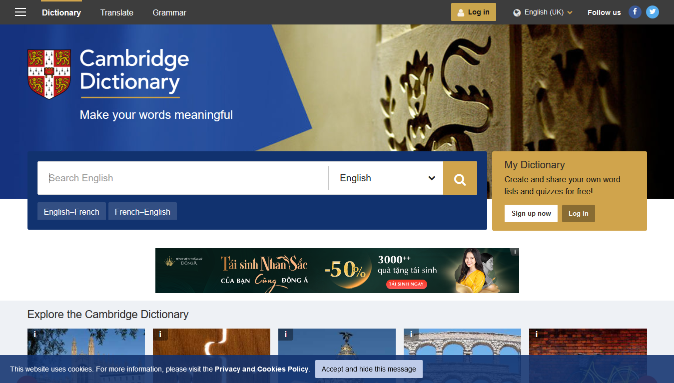 Dictionary
Translate
Grammar
Log in
English (UK)
Follow us
Cambridge
Dictionary
Make your words meaningful
Search English
English
English–French
French–English
My Dictionary
Create and share your own word
lists and quizzes for free!
Sign up now
Log in
Tái sinh Nhan Sắc
CỦA BẠN Cùng ĐÔNG Á
-50%
3000++
quà tặng tái sinh
TÁI SINH NGAY
Explore the Cambridge Dictionary
This website uses cookies. For more information, please visit the Privacy and Cookies Policy.
Accept and hide this message